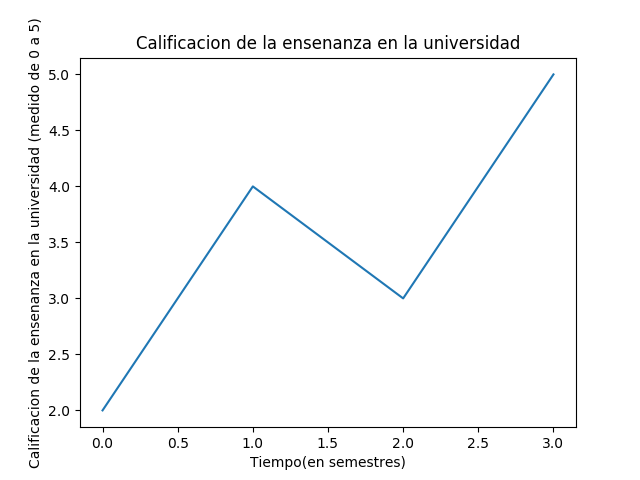 Calificacion de la ensenanza en la universidad
Calificacion de la ensenanza en la universidad (medido de 0 a 5)
5.0
4.5
4.0
3.5
3.0
2.5
2.0
0.0 0.5 1.0 1.5 2.0 2.5 3.0
Tiempo(en semestres)